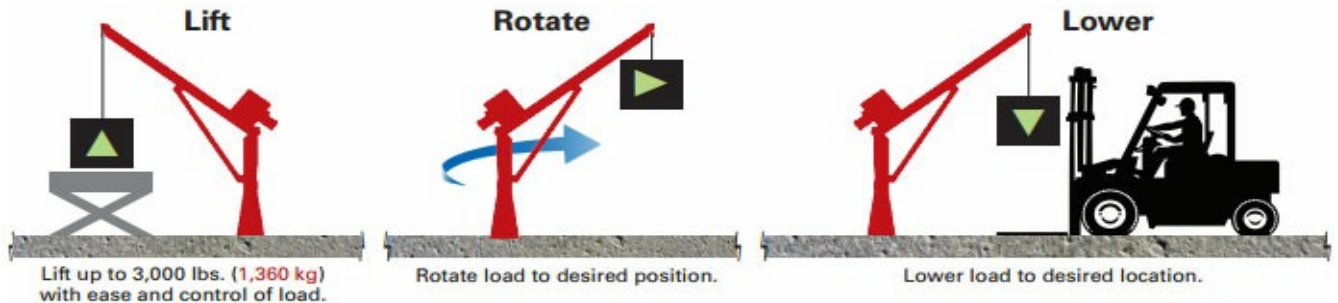 Lift
Rotate
Lower
Lift up to 3,000 lbs. (1,360 kg)
with ease and control of load.
Rotate load to desired position.
Lower load to desired location.